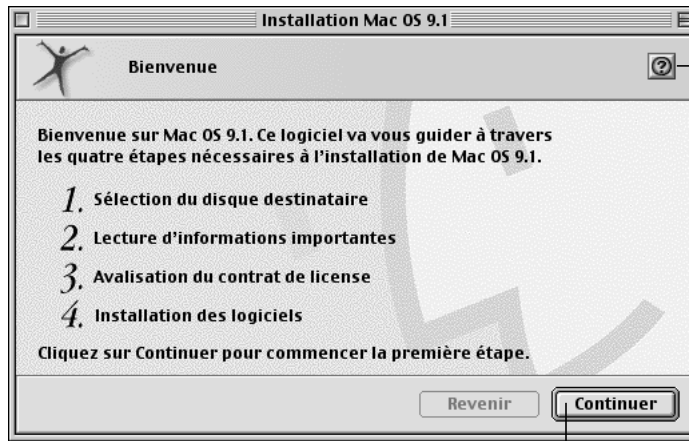 Installation Mac OS 9.1
Bienvenue
?
Bienvenue sur Mac OS 9.1. Ce logiciel va vous guider à travers
les quatre étapes nécessaires à l'installation de Mac OS 9.1.
1. Sélection du disque destinataire
2. Lecture d'informations importantes
3. Avalisation du contrat de license
4. Installation des logiciels
Cliquez sur Continuer pour commencer la première étape.
Revenir
Continuer